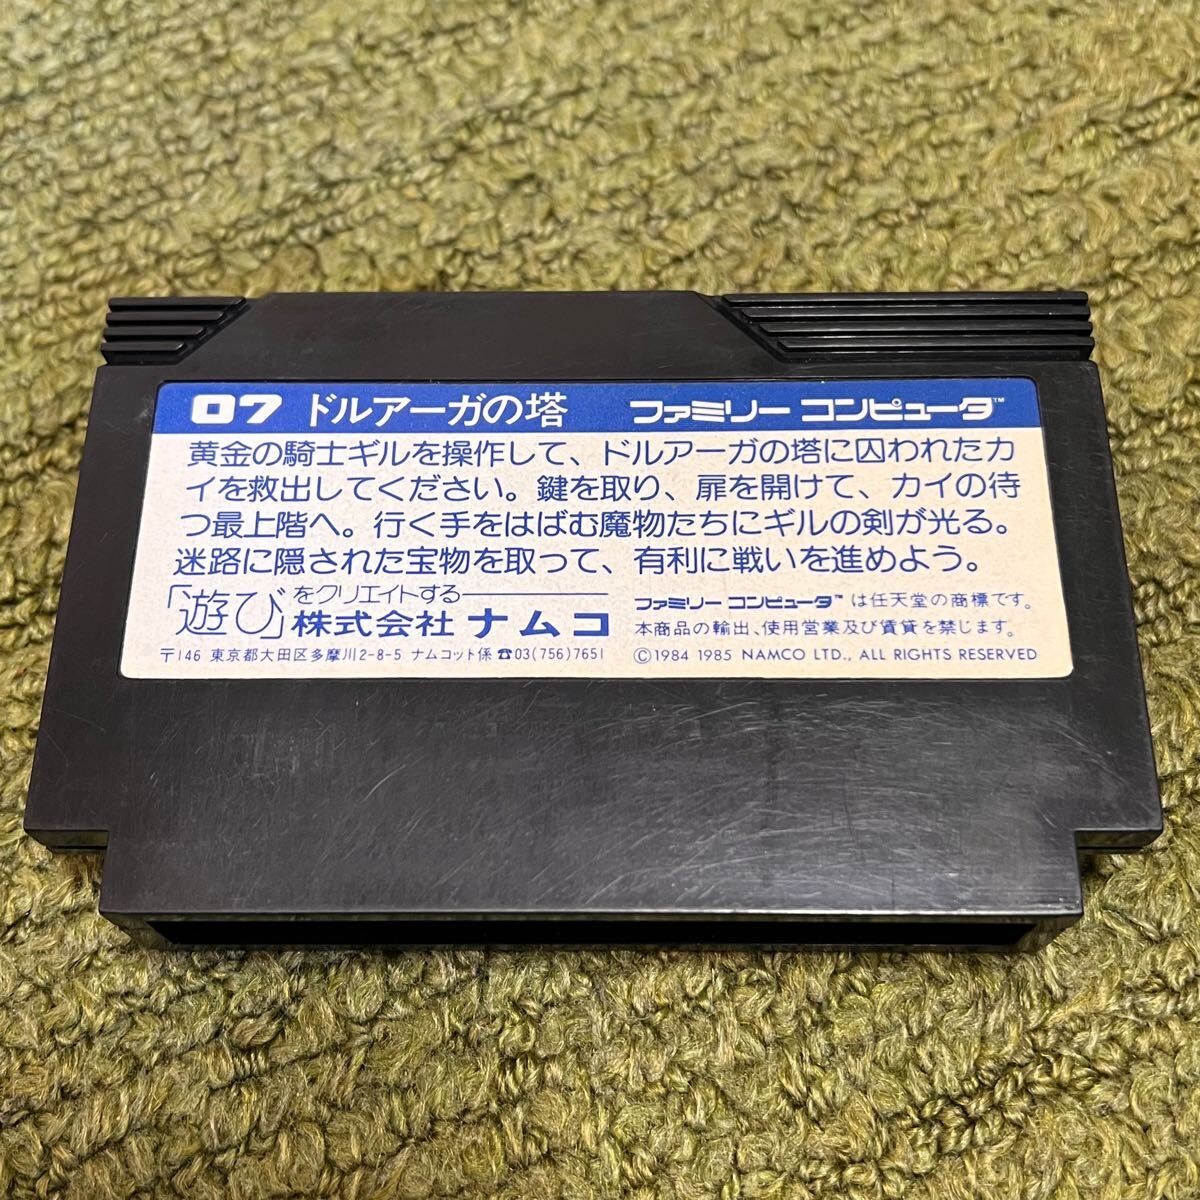 07 ドルアーガの塔 ファミリー コンピュータ™
黄金の騎士ギルを操作して、ドルアーガの塔に囚われたカ
イを救出してください。鍵を取り、扉を開けて、カイの待
つ最上階へ。行く手をはばむ魔物たちにギルの剣が光る。
迷路に隠された宝物を取って、有利に戦いを進めよう。
「遊び」をクリエイトする
株式会社 ナムコ
〒146 東京都大田区多摩川2-8-5 ナムコット係 ☎03(756)7651
ファミリー コンピュータ™ は任天堂の商標です。
本商品の輸出、使用営業及び賃貸を禁じます。
©1984 1985 NAMCO LTD., ALL RIGHTS RESERVED